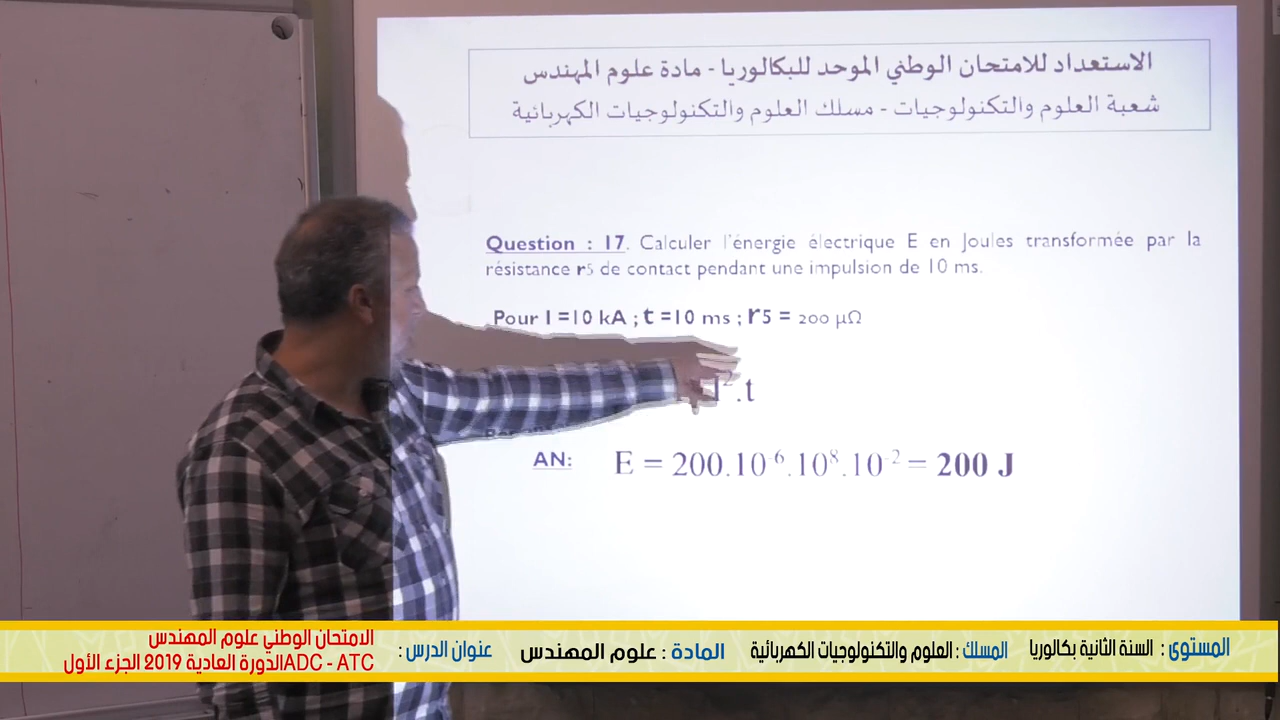 الاستعداد للامتحان الوطني الموحد للبكالوريا - مادة علوم المهندس
شعبة العلوم والتكنولوجيات - مسلك العلوم والتكنولوجيات الكهربائية
Question : 17. Calculer l'énergie électrique E en Joules transformée par la
résistance r5 de contact pendant une impulsion de 10 ms.
Pour I =10 kA ; t =10 ms ; r5 = 200 µΩ
I².t
AN: E = 200.10⁻⁶.10⁸.10⁻² = 200 J
المستوى : السنة الثانية بكالوريا
المسلك : العلوم والتكنولوجيات الكهربائية
المادة : علوم المهندس
عنوان الدرس :
الامتحان الوطني علوم المهندس
ADC - ATC الدورة العادية 2019 الجزء الأول